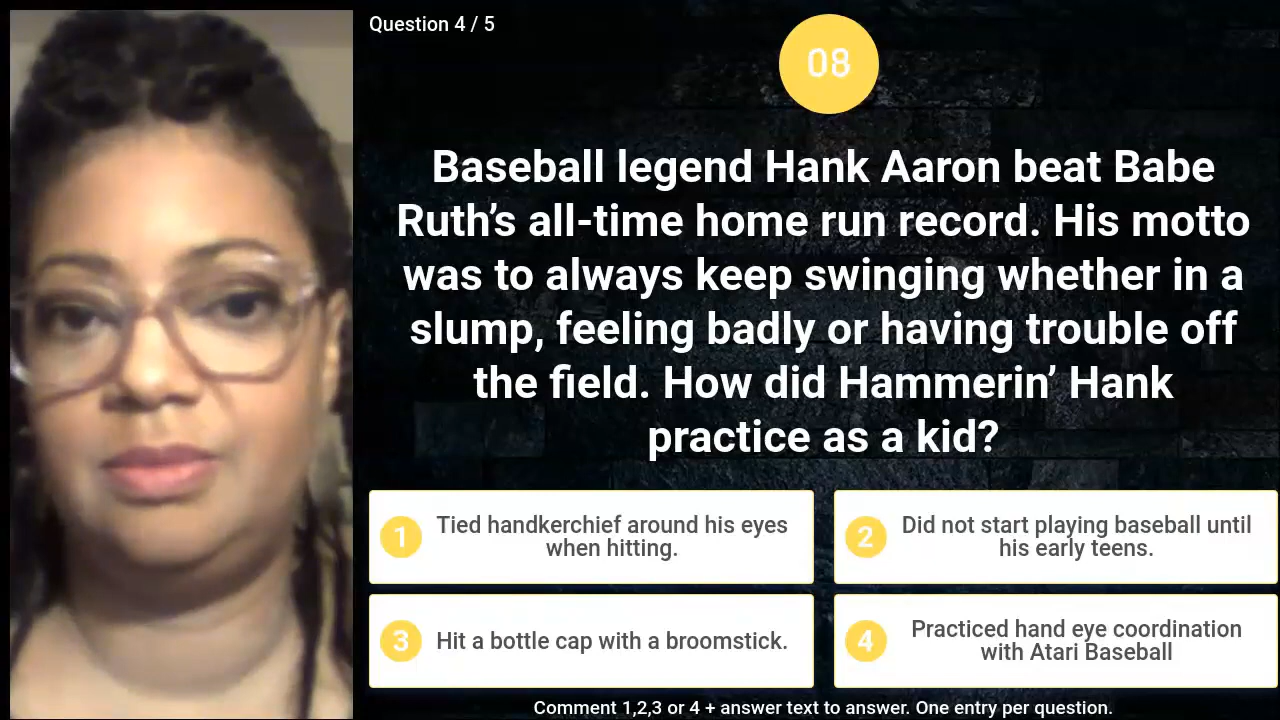 Question 4 / 5
08
Baseball legend Hank Aaron beat Babe
Ruth’s all-time home run record. His motto
was to always keep swinging whether in a
slump, feeling badly or having trouble off
the field. How did Hammerin’ Hank
practice as a kid?
1 Tied handkerchief around his eyes
when hitting.
2 Did not start playing baseball until
his early teens.
3 Hit a bottle cap with a broomstick.
4 Practiced hand eye coordination
with Atari Baseball
Comment 1,2,3 or 4 + answer text to answer. One entry per question.